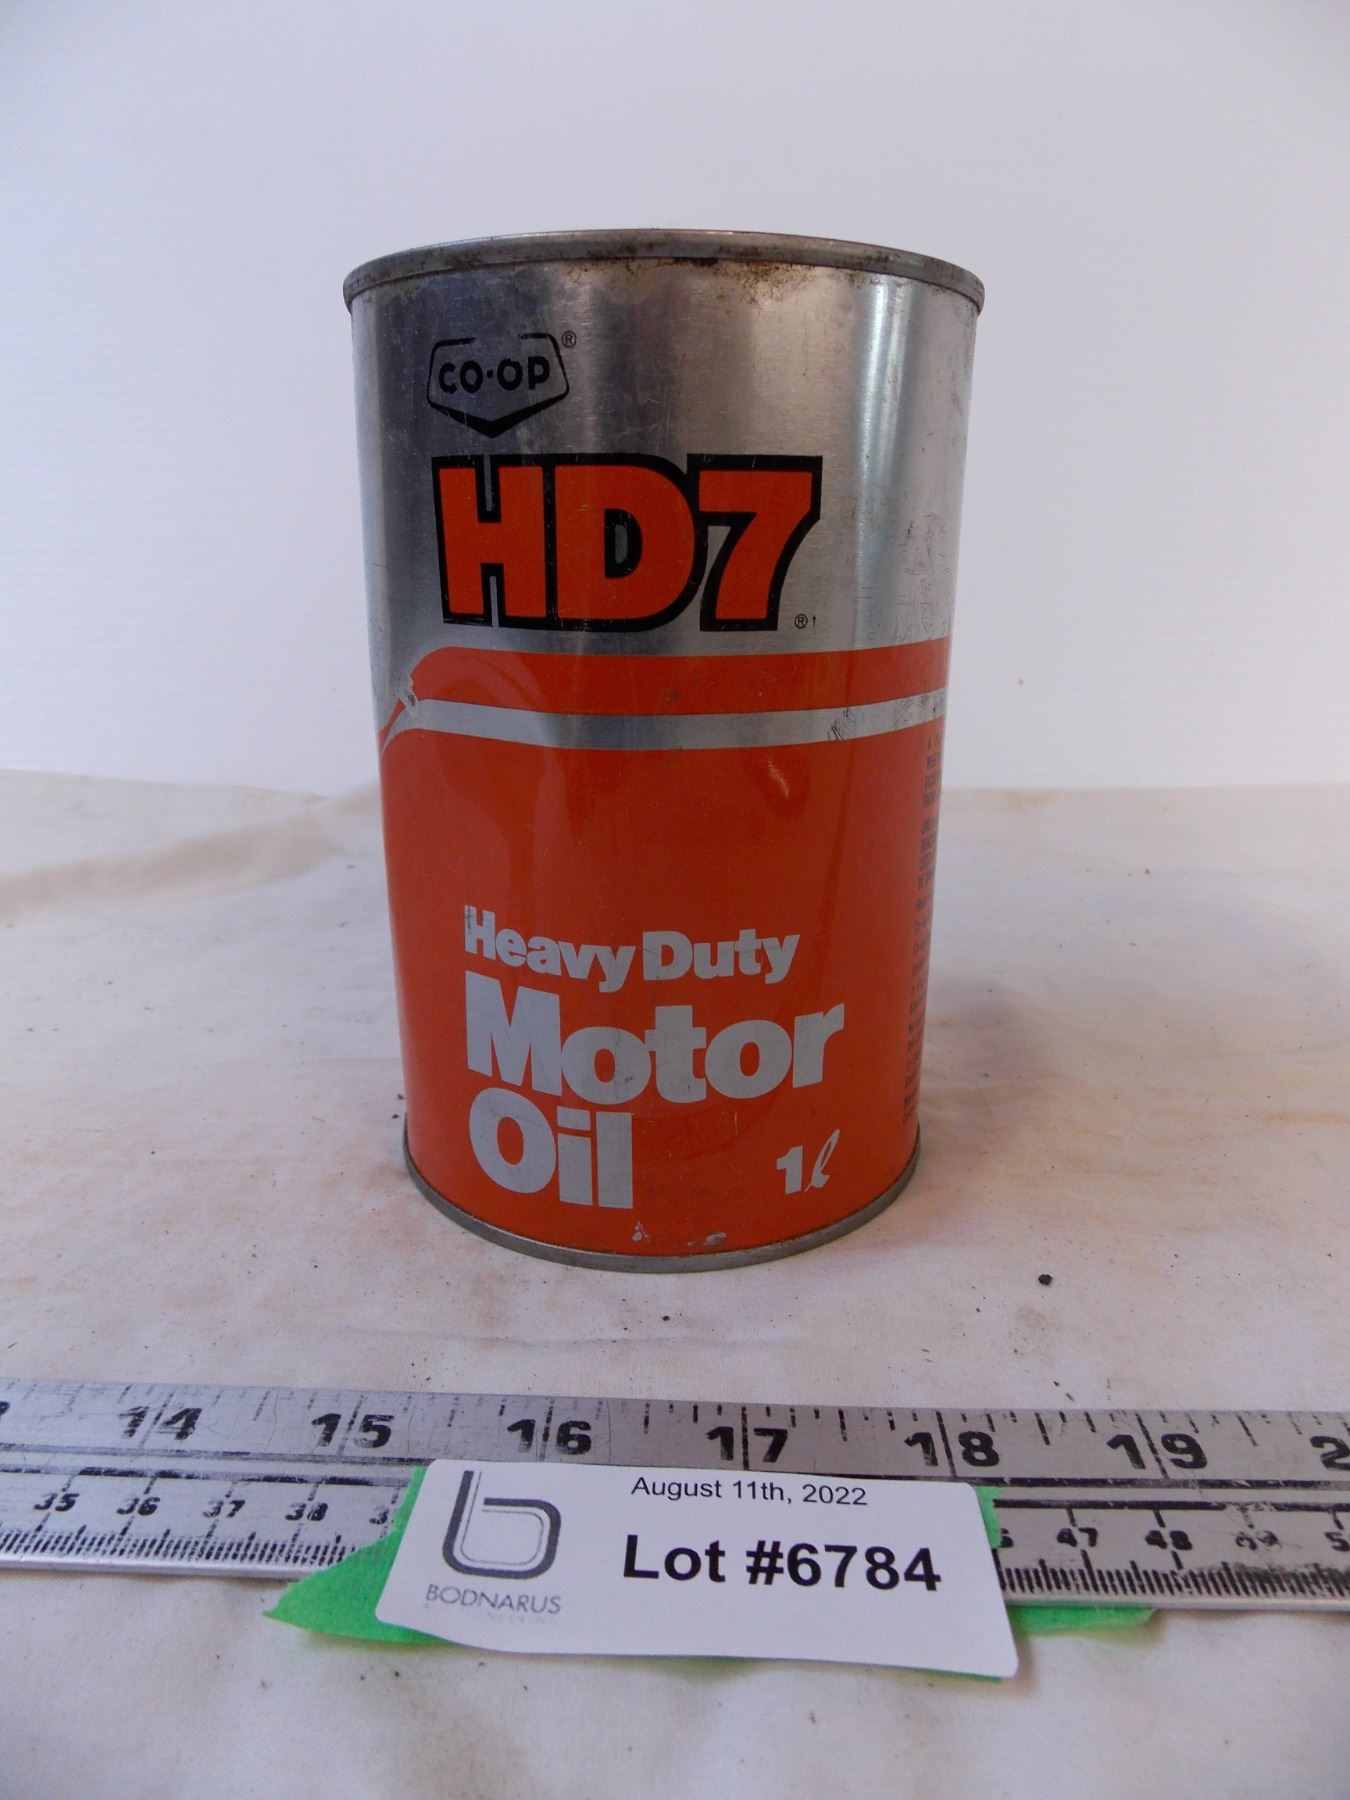 CO-OP ®
HD7 ®
Heavy Duty
Motor
Oil
1ℓ
14 15 16 17 18 19
35 36 37 38 47 48 49
August 11th, 2022
Lot #6784
BODNARUS